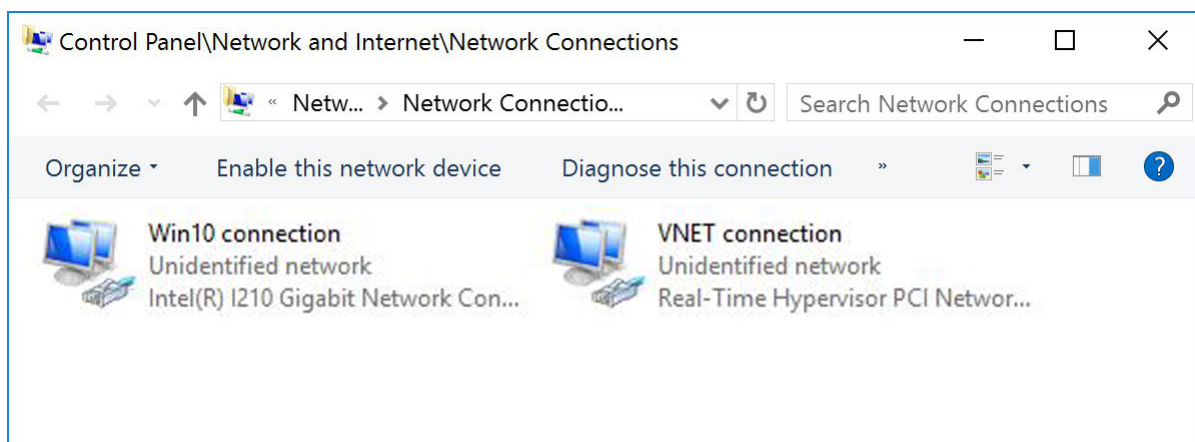 Control Panel\Network and Internet\Network Connections
« Netw... > Network Connectio... Search Network Connections
Organize Enable this network device Diagnose this connection »
Win10 connection
Unidentified network
Intel(R) I210 Gigabit Network Con...
VNET connection
Unidentified network
Real-Time Hypervisor PCI Networ...